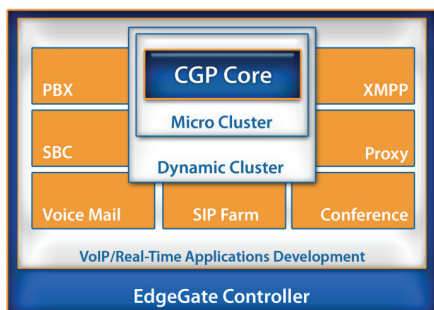 CGP Core
PBX
XMPP
Micro Cluster
SBC
Dynamic Cluster
Proxy
Voice Mail
SIP Farm
Conference
VoIP/Real-Time Applications Development
EdgeGate Controller